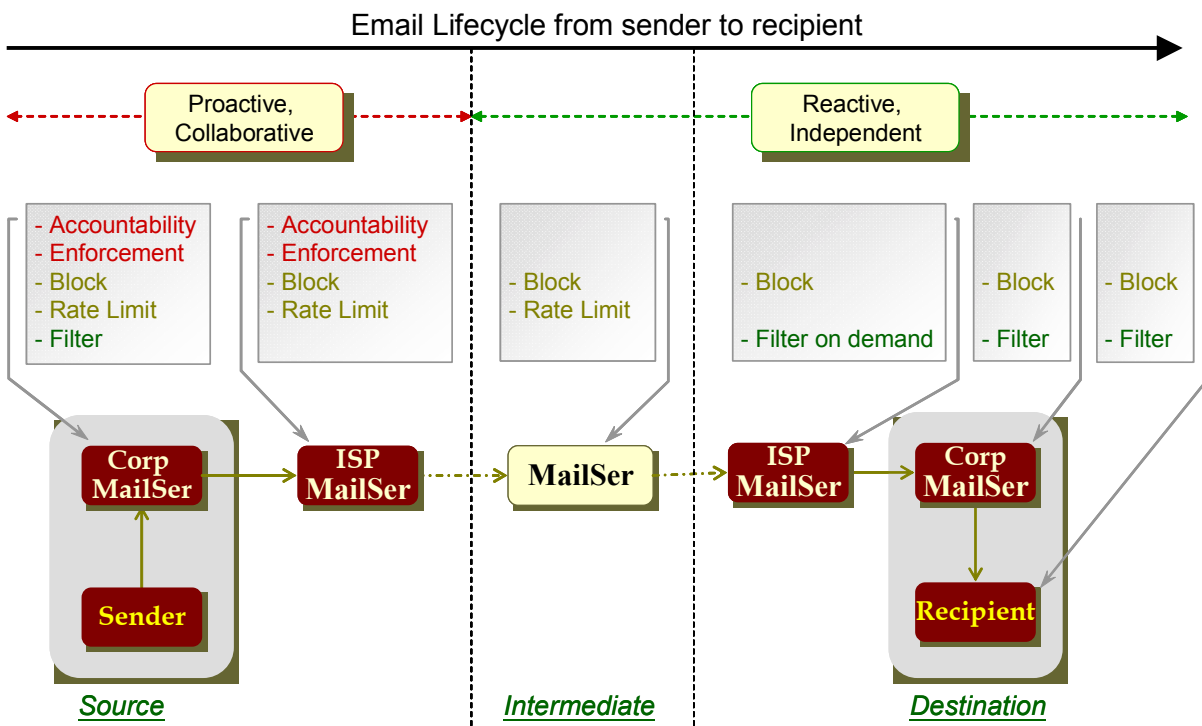 Email Lifecycle from sender to recipient
Proactive,
Collaborative
Reactive,
Independent
- Accountability
- Enforcement
- Block
- Rate Limit
- Filter
- Accountability
- Enforcement
- Block
- Rate Limit
- Block
- Rate Limit
- Block
- Filter on demand
- Block
- Filter
- Block
- Filter
Corp
MailSer
ISP
MailSer
MailSer
ISP
MailSer
Corp
MailSer
Sender
Recipient
Source
Intermediate
Destination